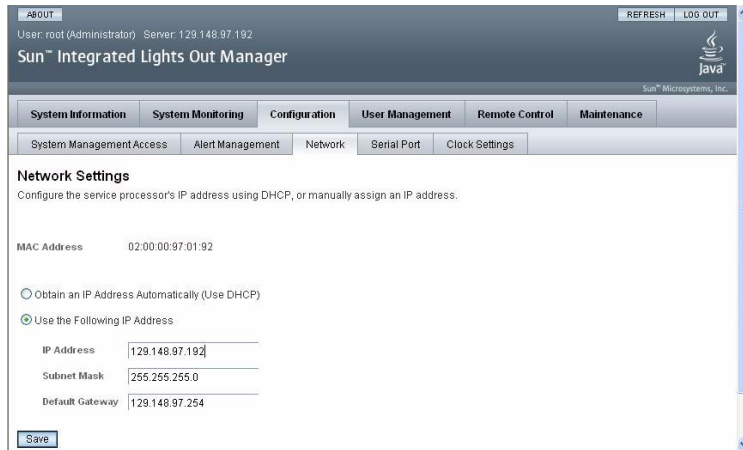 ABOUT REFRESH LOG OUT
User: root (Administrator) Server: 129.148.97.192
Sun™ Integrated Lights Out Manager
Java™
Sun™ Microsystems, Inc.
System Information System Monitoring Configuration User Management Remote Control Maintenance
System Management Access Alert Management Network Serial Port Clock Settings
Network Settings
Configure the service processor's IP address using DHCP, or manually assign an IP address.
MAC Address 02:00:00:97:01:92
Obtain an IP Address Automatically (Use DHCP)
Use the Following IP Address
IP Address 129.148.97.192
Subnet Mask 255.255.255.0
Default Gateway 129.148.97.254
Save